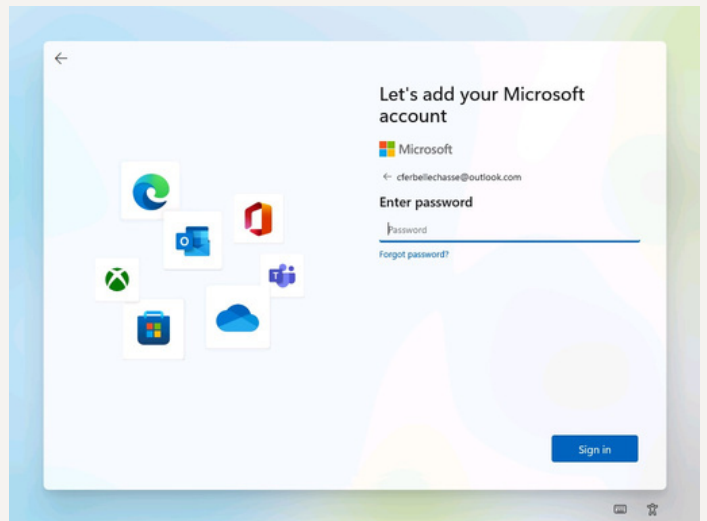 Let's add your Microsoft
account
Microsoft
← cferbellechasse@outlook.com
Enter password
Password
Forgot password?
Sign in